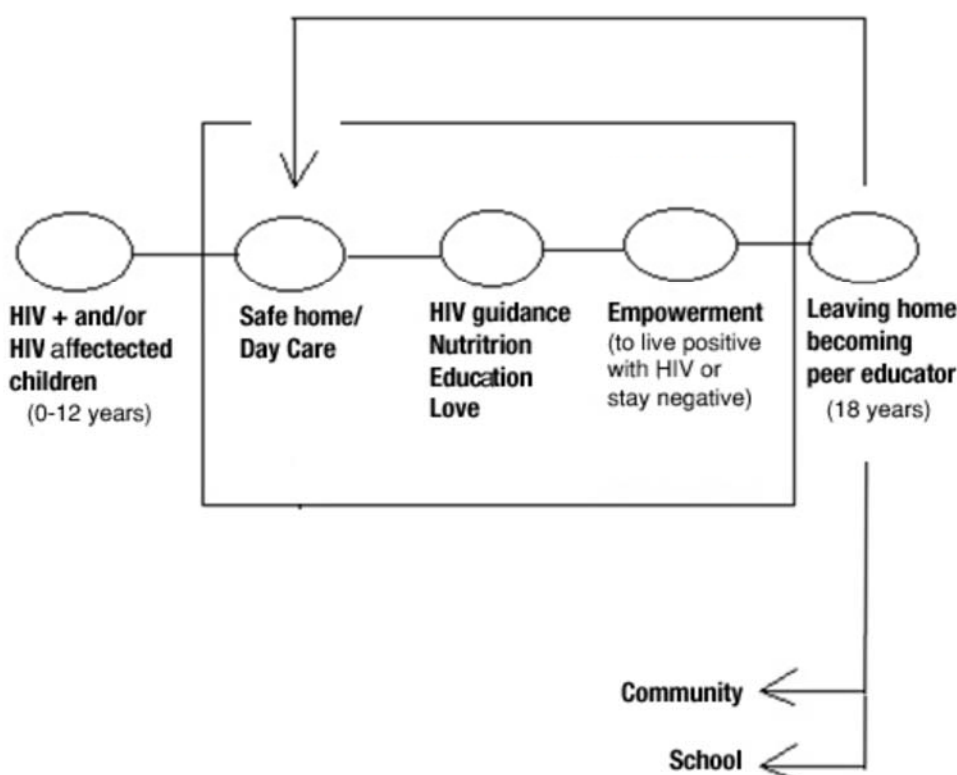 HIV + and/or
HIV affectected
children
(0-12 years)
Safe home/
Day Care
HIV guidance
Nutritrion
Education
Love
Empowerment
(to live positive
with HIV or
stay negative)
Leaving home
becoming
peer educator
(18 years)
Community
School